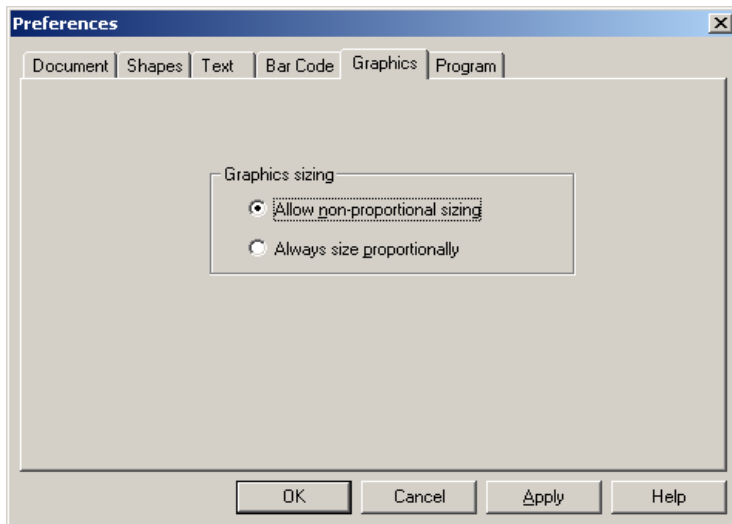 Preferences
Document Shapes Text Bar Code Graphics Program
Graphics sizing
Allow non-proportional sizing
Always size proportionally
OK Cancel Apply Help